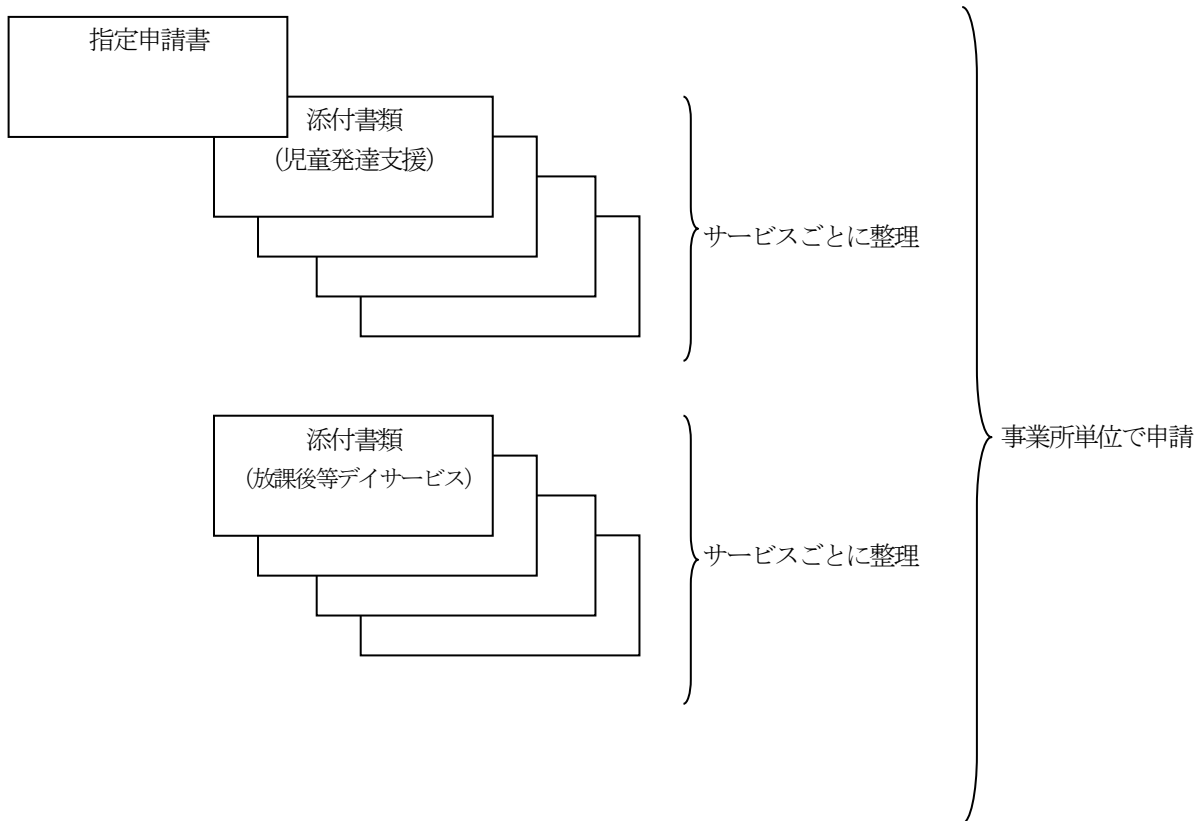 指定申請書
添付書類
（児童発達支援）
サービスごとに整理
事業所単位で申請
添付書類
（放課後等デイサービス）
サービスごとに整理